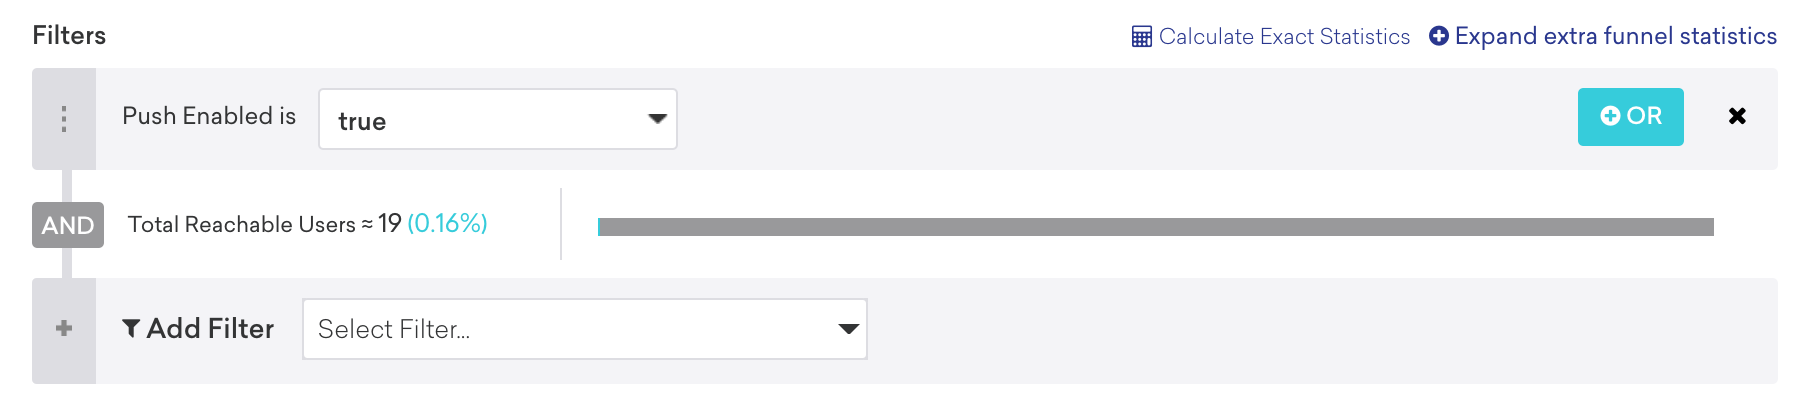 Filters
Calculate Exact Statistics Expand extra funnel statistics
Push Enabled is true OR
AND Total Reachable Users ≈ 19 (0.16%)
Add Filter Select Filter...